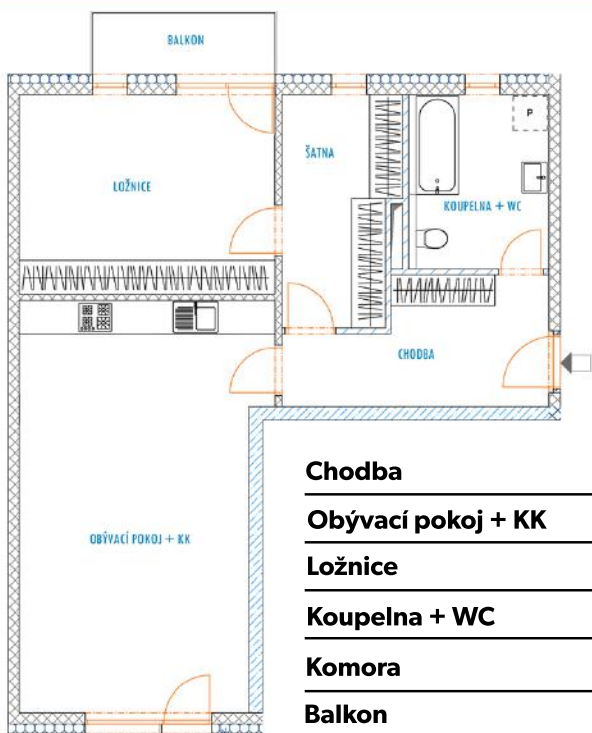 BALKON
ŠATNA
P
LOŽNICE
KOUPELNA + WC
CHODBA
OBÝVACÍ POKOJ + KK
Chodba
Obývací pokoj + KK
Ložnice
Koupelna + WC
Komora
Balkon